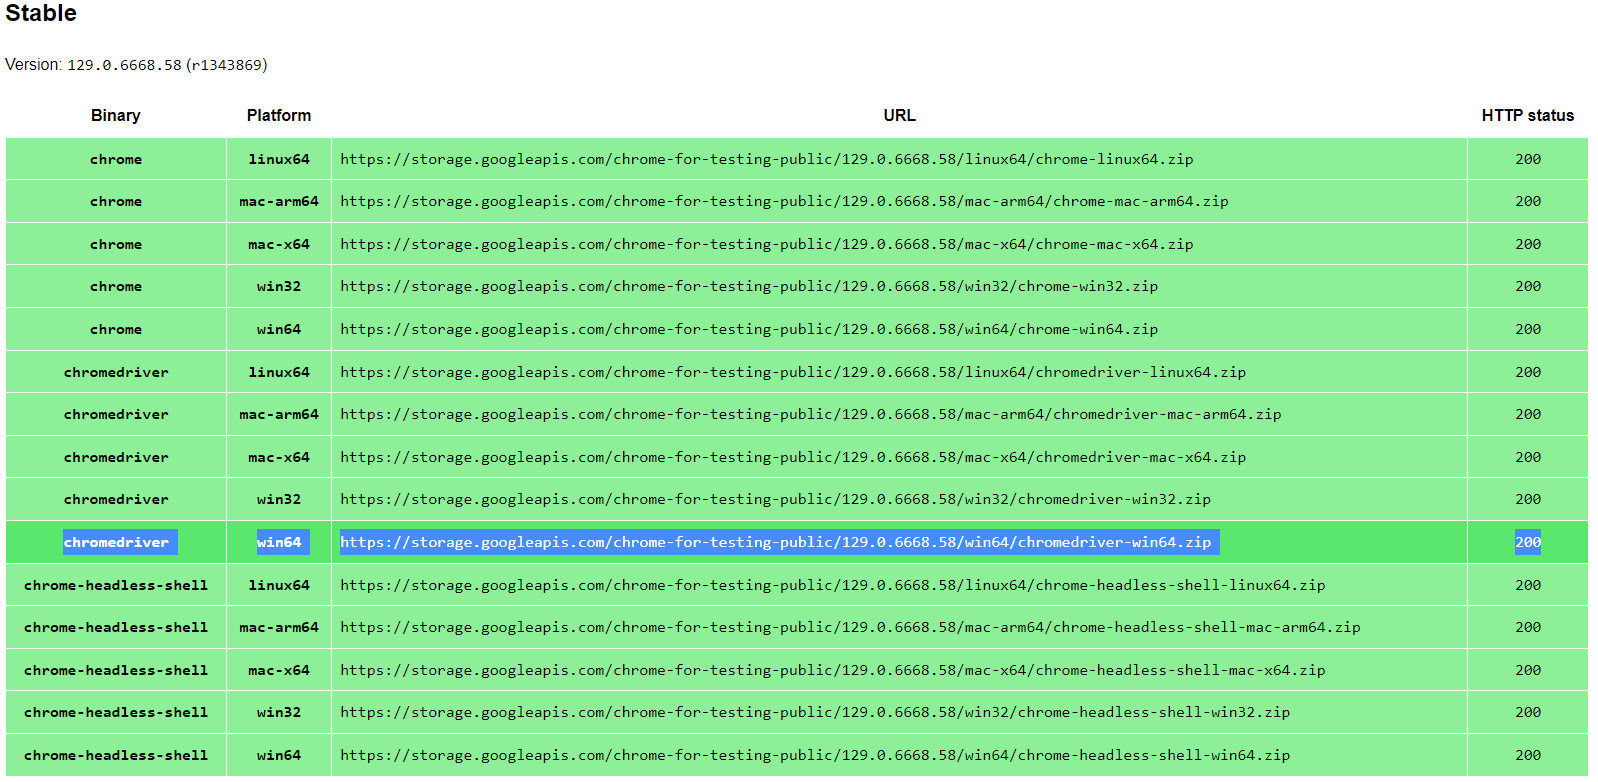 Stable
Version: 129.0.6668.58 (r1343869)
Binary Platform URL HTTP status
chrome linux64 https://storage.googleapis.com/chrome-for-testing-public/129.0.6668.58/linux64/chrome-linux64.zip 200
chrome mac-arm64 https://storage.googleapis.com/chrome-for-testing-public/129.0.6668.58/mac-arm64/chrome-mac-arm64.zip 200
chrome mac-x64 https://storage.googleapis.com/chrome-for-testing-public/129.0.6668.58/mac-x64/chrome-mac-x64.zip 200
chrome win32 https://storage.googleapis.com/chrome-for-testing-public/129.0.6668.58/win32/chrome-win32.zip 200
chrome win64 https://storage.googleapis.com/chrome-for-testing-public/129.0.6668.58/win64/chrome-win64.zip 200
chromedriver linux64 https://storage.googleapis.com/chrome-for-testing-public/129.0.6668.58/linux64/chromedriver-linux64.zip 200
chromedriver mac-arm64 https://storage.googleapis.com/chrome-for-testing-public/129.0.6668.58/mac-arm64/chromedriver-mac-arm64.zip 200
chromedriver mac-x64 https://storage.googleapis.com/chrome-for-testing-public/129.0.6668.58/mac-x64/chromedriver-mac-x64.zip 200
chromedriver win32 https://storage.googleapis.com/chrome-for-testing-public/129.0.6668.58/win32/chromedriver-win32.zip 200
chromedriver win64 https://storage.googleapis.com/chrome-for-testing-public/129.0.6668.58/win64/chromedriver-win64.zip 200
chrome-headless-shell linux64 https://storage.googleapis.com/chrome-for-testing-public/129.0.6668.58/linux64/chrome-headless-shell-linux64.zip 200
chrome-headless-shell mac-arm64 https://storage.googleapis.com/chrome-for-testing-public/129.0.6668.58/mac-arm64/chrome-headless-shell-mac-arm64.zip 200
chrome-headless-shell mac-x64 https://storage.googleapis.com/chrome-for-testing-public/129.0.6668.58/mac-x64/chrome-headless-shell-mac-x64.zip 200
chrome-headless-shell win32 https://storage.googleapis.com/chrome-for-testing-public/129.0.6668.58/win32/chrome-headless-shell-win32.zip 200
chrome-headless-shell win64 https://storage.googleapis.com/chrome-for-testing-public/129.0.6668.58/win64/chrome-headless-shell-win64.zip 200